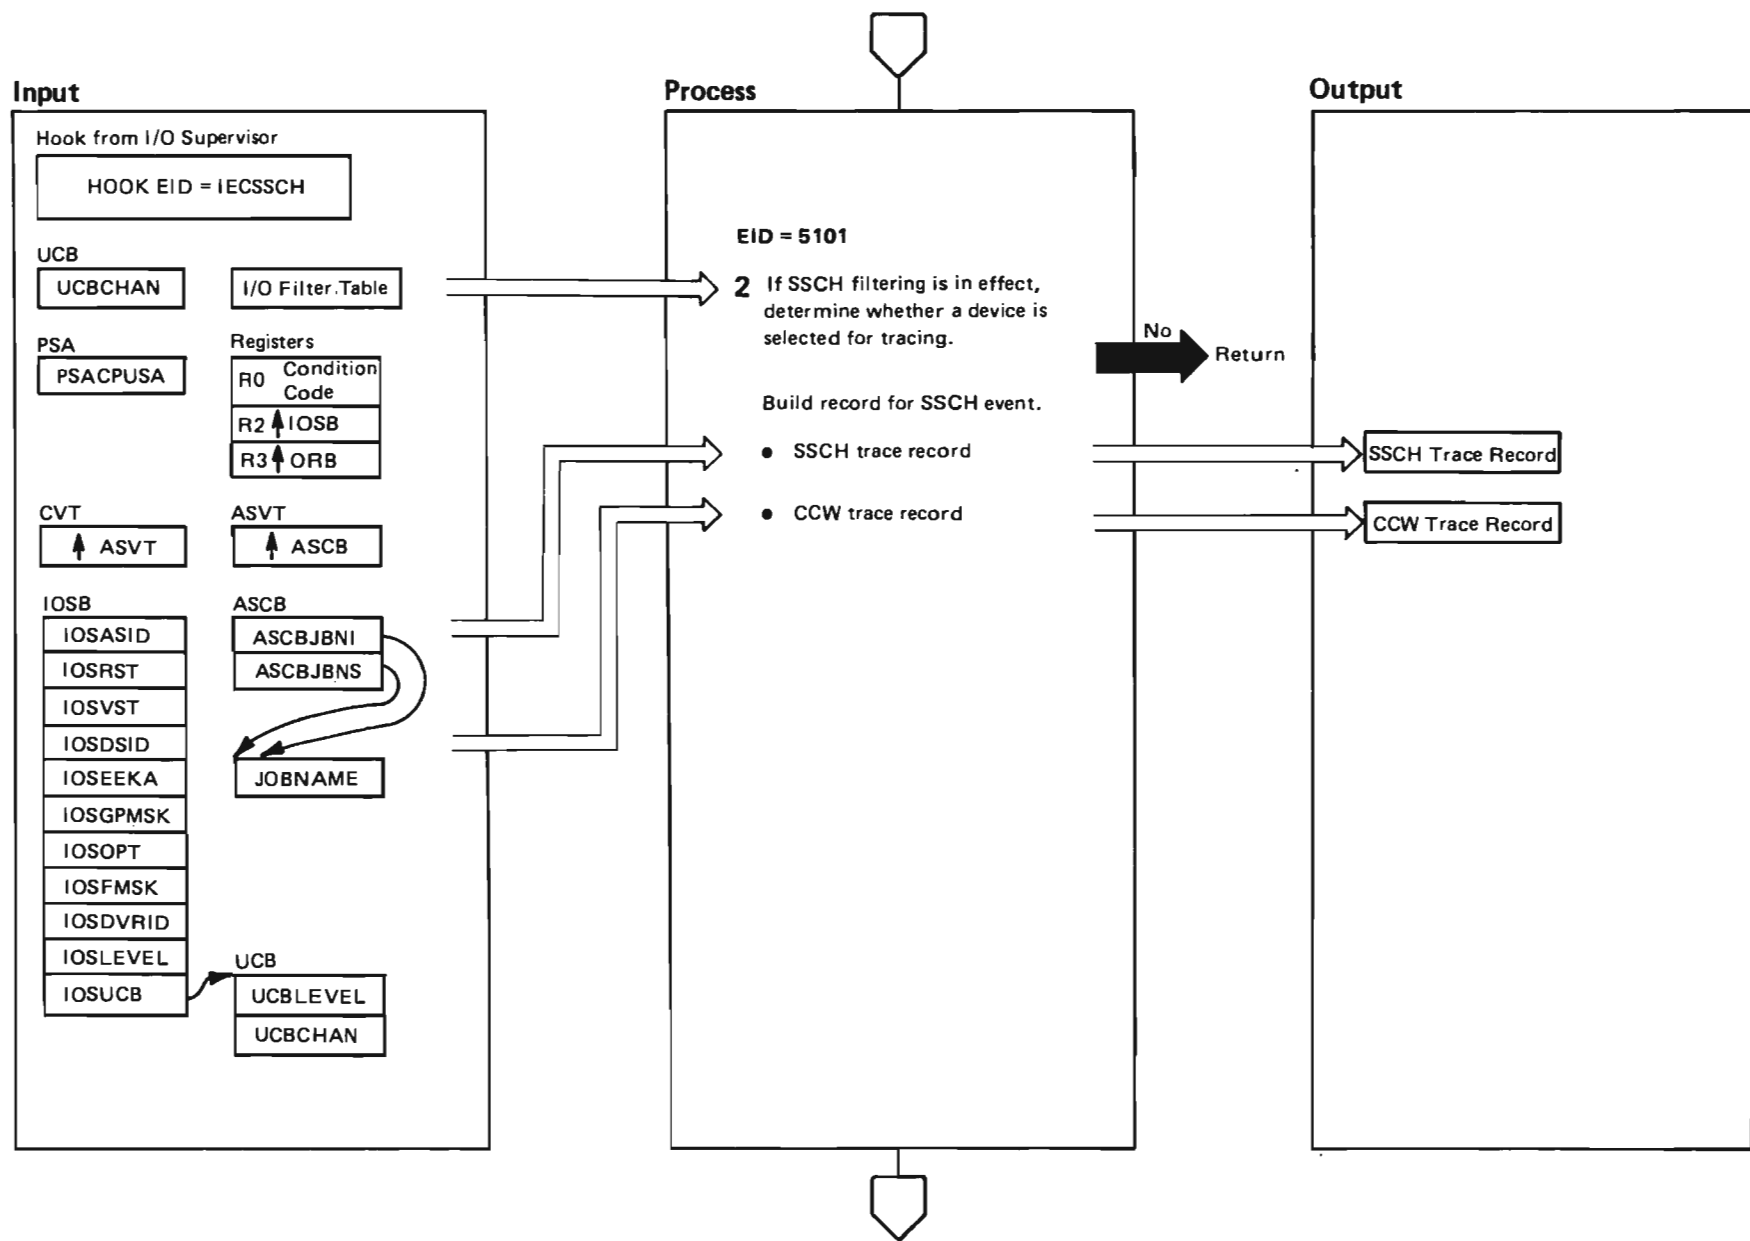 Input
Hook from I/O Supervisor
HOOK EID = IECSSCH
UCB
UCBCHAN
I/O Filter.Table
PSA
PSACPUSA
Registers
R0 Condition
Code
R2 IOSB
R3 ORB
CVT
ASVT
ASVT
ASCB
IOSB
IOSASID
IOSRST
IOSVST
IOSDSID
IOSEEKA
IOSGPMSK
IOSOPT
IOSFMSK
IOSDVRID
IOSLEVEL
IOSUCB
ASCB
ASCBJBNI
ASCBJBNS
JOBNAME
UCB
UCBLEVEL
UCBCHAN
Process
EID = 5101
2 If SSCH filtering is in effect,
determine whether a device is
selected for tracing.
No
Return
Build record for SSCH event.
• SSCH trace record
• CCW trace record
Output
SSCH Trace Record
CCW Trace Record